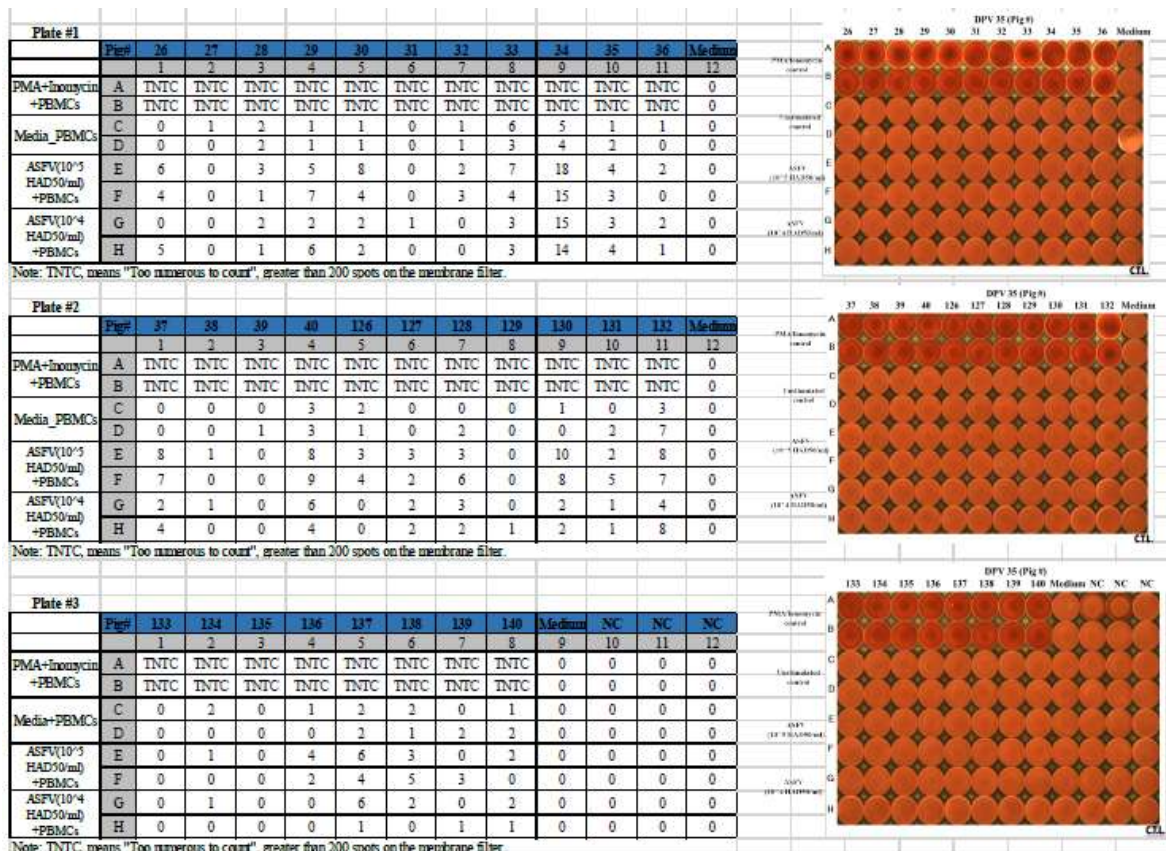 Plate #1
Pig# 26 27 28 29 30 31 32 33 34 35 36 Medium
1 2 3 4 5 6 7 8 9 10 11 12
PMA+Inomycin +PBMCs A TNTC TNTC TNTC TNTC TNTC TNTC TNTC TNTC TNTC TNTC TNTC 0
B TNTC TNTC TNTC TNTC TNTC TNTC TNTC TNTC TNTC TNTC TNTC 0
Media_PBMCs C 0 1 2 1 1 0 1 6 5 1 1 0
D 0 0 2 1 1 0 1 3 4 2 0 0
ASFV(10^5 HAD50/ml) +PBMCs E 6 0 3 5 8 0 2 7 18 4 2 0
F 4 0 1 7 4 0 3 4 15 3 0 0
ASFV(10^4 HAD50/ml) +PBMCs G 0 0 2 2 2 1 0 3 15 3 2 0
H 5 0 1 6 2 0 0 3 14 4 1 0
Note: TNTC, means "Too numerous to count", greater than 200 spots on the membrane filter.
DPV 35 (Pig #)
26 27 28 29 30 31 32 33 34 35 36 Medium
A
B
C
D
E
F
G
H
control
control
ASFV
CTL.
Plate #2
Pig# 37 38 39 40 126 127 128 129 130 131 132 Medium
1 2 3 4 5 6 7 8 9 10 11 12
PMA+Inomycin +PBMCs A TNTC TNTC TNTC TNTC TNTC TNTC TNTC TNTC TNTC TNTC TNTC 0
B TNTC TNTC TNTC TNTC TNTC TNTC TNTC TNTC TNTC TNTC TNTC 0
Media_PBMCs C 0 0 0 3 2 0 0 0 1 0 3 0
D 0 0 1 3 1 0 2 0 0 2 7 0
ASFV(10^5 HAD50/ml) +PBMCs E 8 1 0 8 3 3 3 0 10 2 8 0
F 7 0 0 9 4 2 6 0 8 5 7 0
ASFV(10^4 HAD50/ml) +PBMCs G 2 1 0 6 0 2 3 0 2 1 4 0
H 4 0 0 4 0 2 2 1 2 1 8 0
Note: TNTC, means "Too numerous to count", greater than 200 spots on the membrane filter.
DPV 35 (Pig #)
37 38 39 40 126 127 128 129 130 131 132 Medium
A
B
C
D
E
F
G
H
control
control
ASFV
CTL.
Plate #3
Pig# 133 134 135 136 137 138 139 140 Medium NC NC NC
1 2 3 4 5 6 7 8 9 10 11 12
PMA+Inomycin +PBMCs A TNTC TNTC TNTC TNTC TNTC TNTC TNTC TNTC 0 0 0 0
B TNTC TNTC TNTC TNTC TNTC TNTC TNTC TNTC 0 0 0 0
Media+PBMCs C 0 2 0 1 2 2 0 1 0 0 0 0
D 0 0 0 0 2 1 2 2 0 0 0 0
ASFV(10^5 HAD50/ml) +PBMCs E 0 1 0 4 6 3 0 2 0 0 0 0
F 0 0 0 2 4 5 3 0 0 0 0 0
ASFV(10^4 HAD50/ml) +PBMCs G 0 1 0 0 6 2 0 2 0 0 0 0
H 0 0 0 0 1 0 1 1 0 0 0 0
Note: TNTC, means "Too numerous to count", greater than 200 spots on the membrane filter.
DPV 35 (Pig #)
133 134 135 136 137 138 139 140 Medium NC NC NC
A
B
C
D
E
F
G
H
control
control
ASFV
CTL.